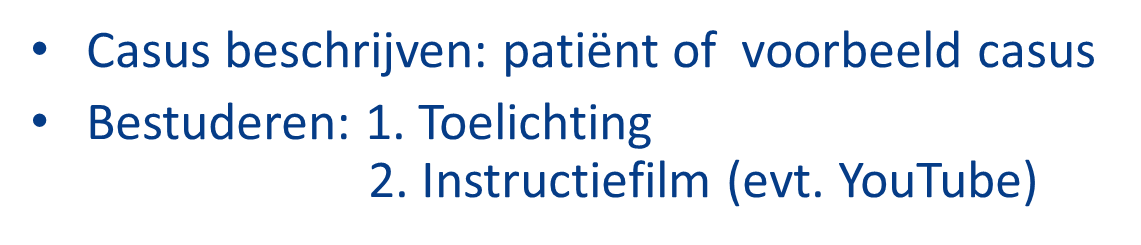 • Casus beschrijven: patiënt of  voorbeeld casus
• Bestuderen: 1. Toelichting
2. Instructiefilm (evt. YouTube)